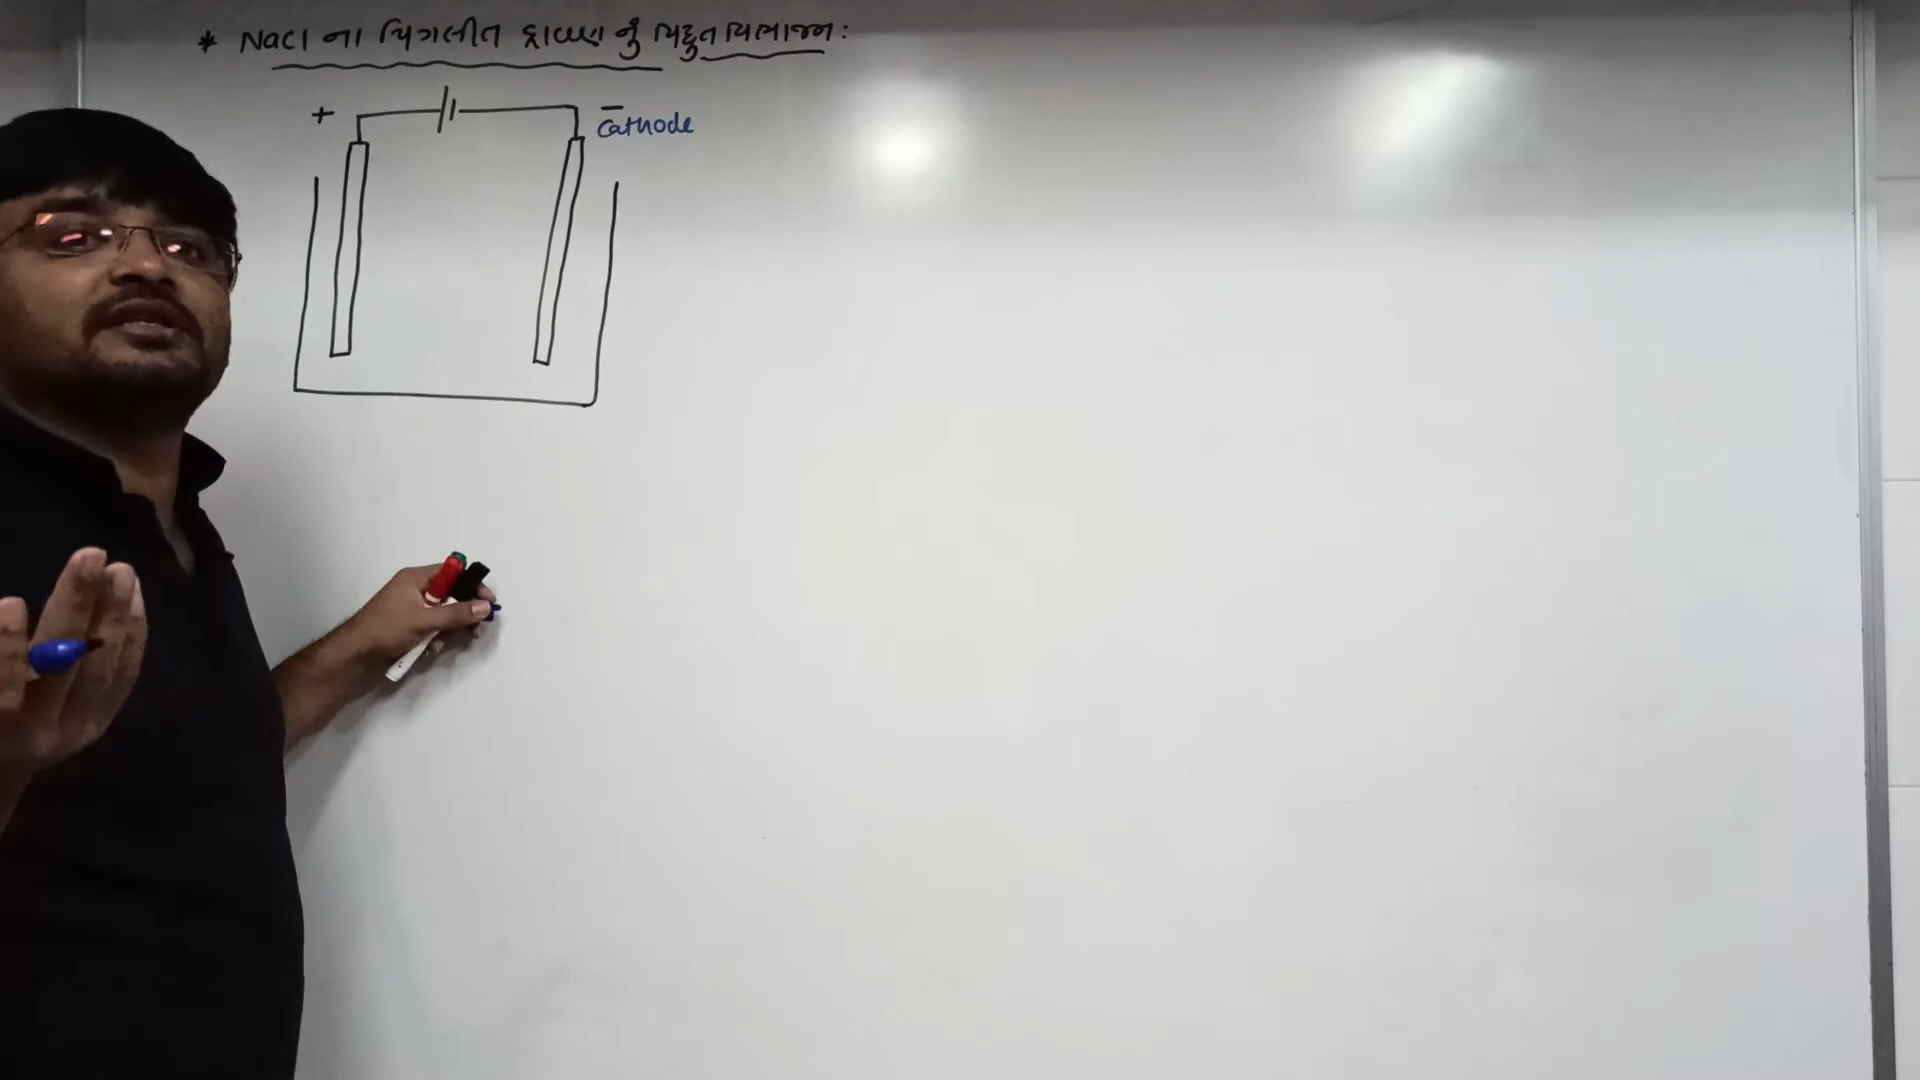 * NaCl ના પિગલીત દ્રાવણ નું વિદ્યુત વિભાજન :
+
–
Cathode